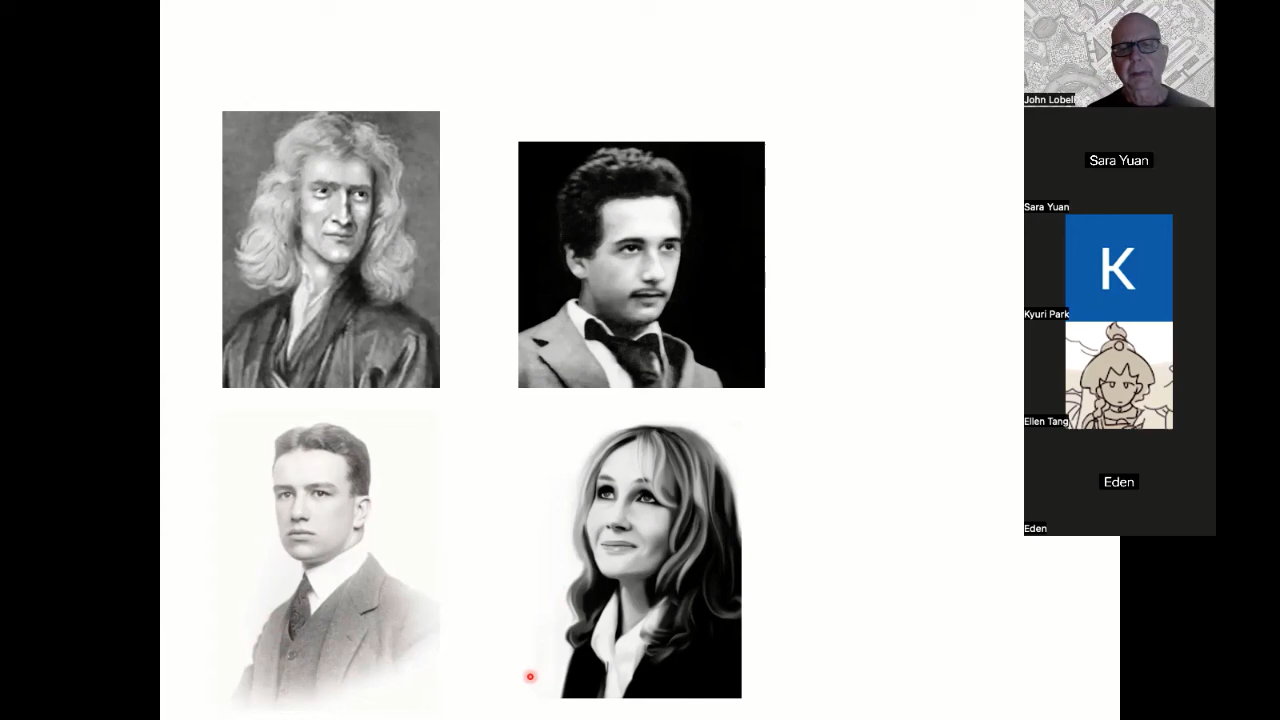 John Lobell
Sara Yuan
Sara Yuan
K
Kyuri Park
Ellen Tang
Eden
Eden